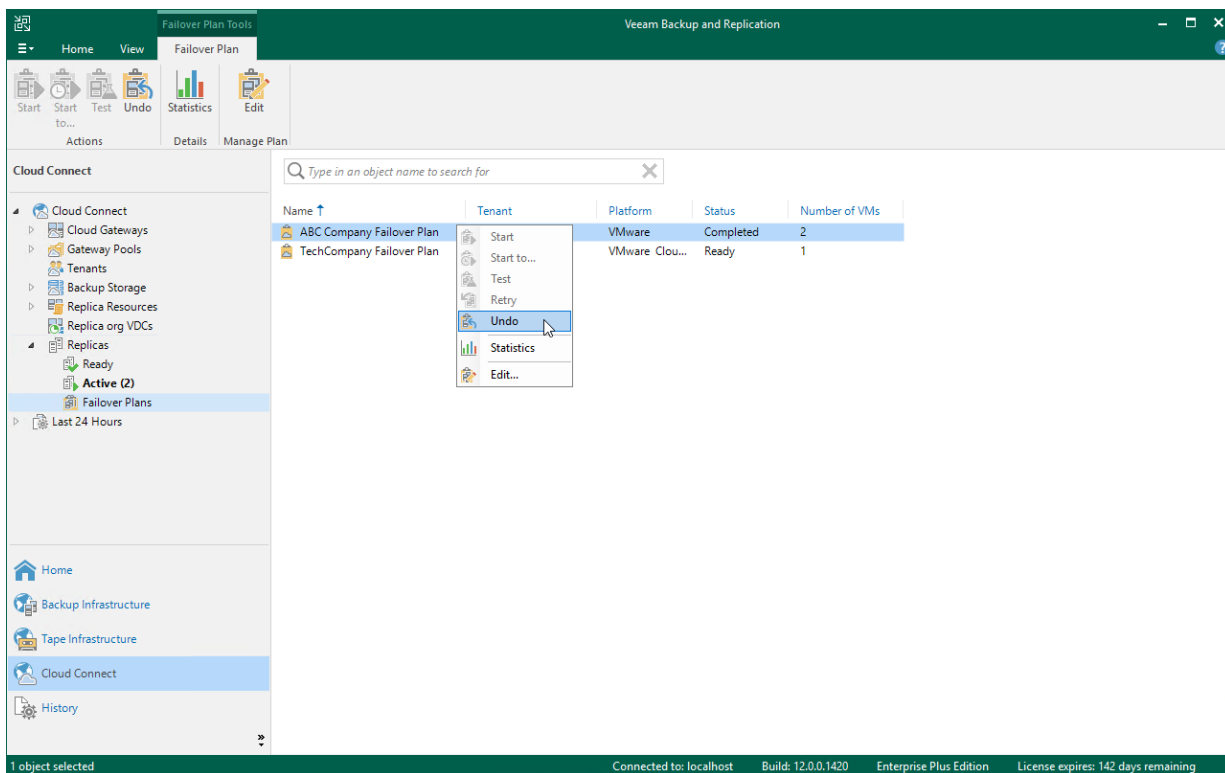 Failover Plan Tools
Veeam Backup and Replication
Home View Failover Plan
?
Start Start to... Test Undo Statistics Edit
Actions Details Manage Plan
Cloud Connect
Type in an object name to search for
Cloud Connect
Cloud Gateways
Gateway Pools
Tenants
Backup Storage
Replica Resources
Replica org VDCs
Replicas
Ready
Active (2)
Failover Plans
Last 24 Hours
Name Tenant Platform Status Number of VMs
ABC Company Failover Plan VMware Completed 2
TechCompany Failover Plan VMware Clou... Ready 1
Start
Start to...
Test
Retry
Undo
Statistics
Edit...
Home
Backup Infrastructure
Tape Infrastructure
Cloud Connect
History
1 object selected
Connected to: localhost Build: 12.0.0.1420 Enterprise Plus Edition License expires: 142 days remaining